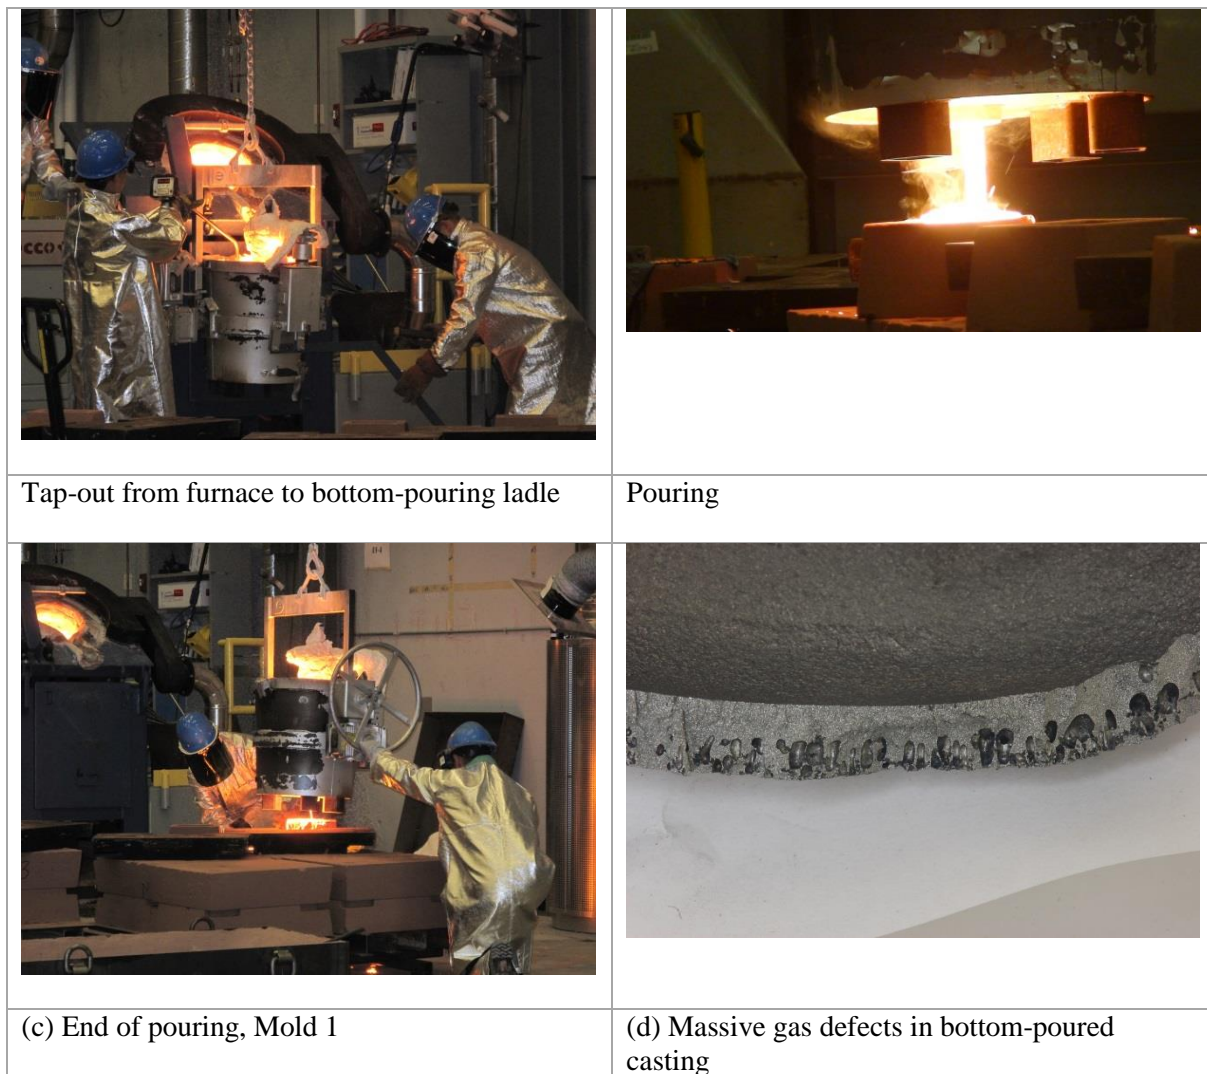 Tap-out from furnace to bottom-pouring ladle
Pouring
(c) End of pouring, Mold 1
(d) Massive gas defects in bottom-poured
casting